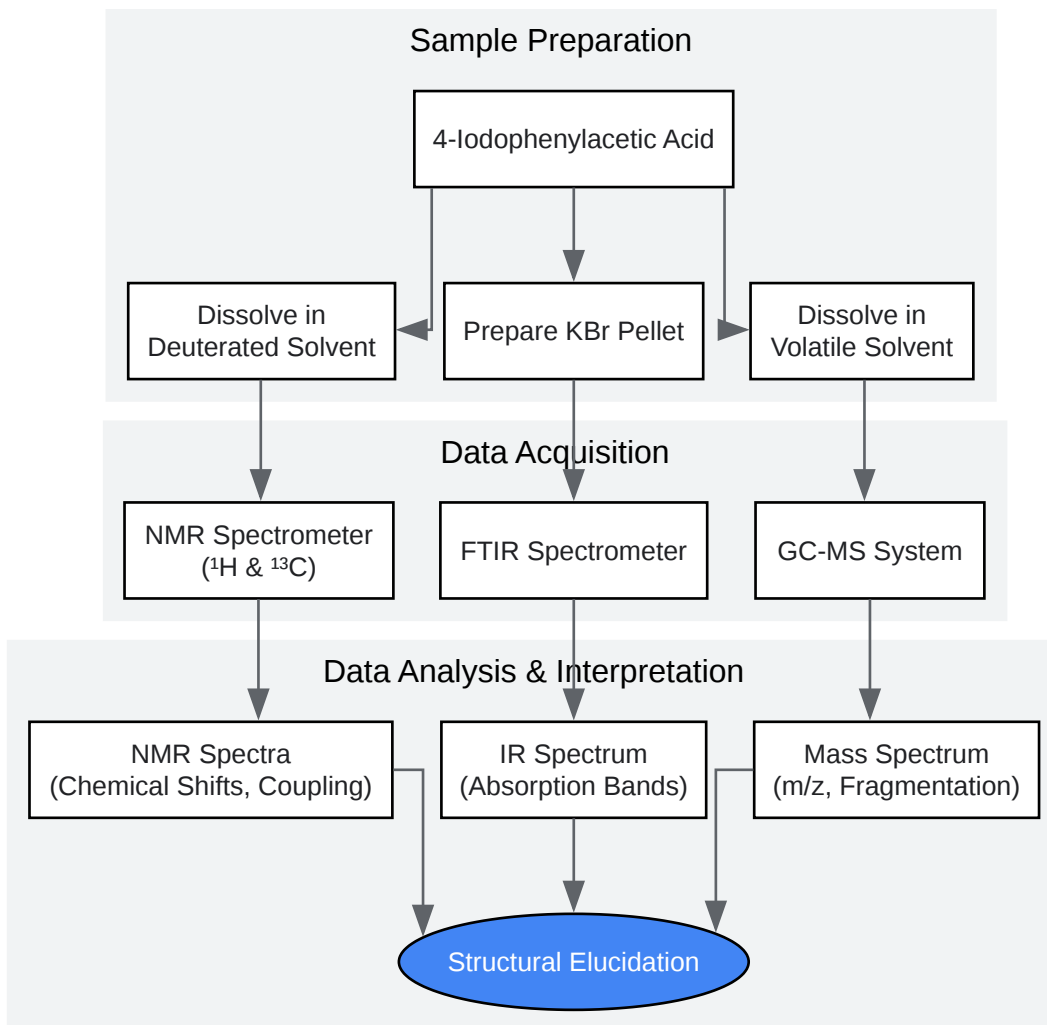 Sample Preparation
4-Iodophenylacetic Acid
Dissolve in
Deuterated Solvent
Prepare KBr Pellet
Dissolve in
Volatile Solvent
Data Acquisition
NMR Spectrometer
(¹H & ¹³C)
FTIR Spectrometer
GC-MS System
Data Analysis & Interpretation
NMR Spectra
(Chemical Shifts, Coupling)
IR Spectrum
(Absorption Bands)
Mass Spectrum
(m/z, Fragmentation)
Structural Elucidation